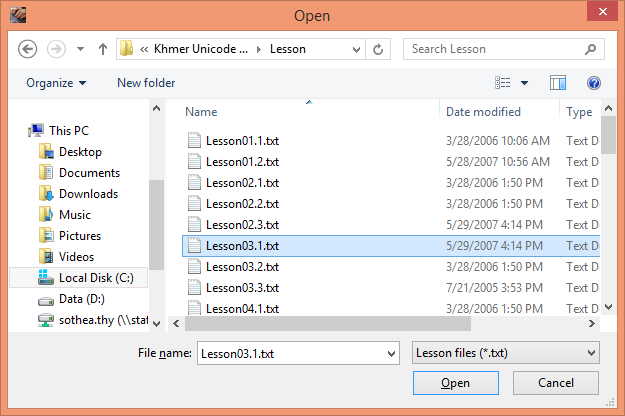 Open
« Khmer Unicode ... Lesson Search Lesson
Organize New folder
Name Date modified Type
This PC
Desktop
Documents
Downloads
Music
Pictures
Videos
Local Disk (C:)
Data (D:)
sothea.thy (\\stat
Lesson01.1.txt 3/28/2006 10:06 AM Text D
Lesson01.2.txt 5/28/2007 10:56 AM Text D
Lesson02.1.txt 3/28/2006 1:50 PM Text D
Lesson02.2.txt 3/28/2006 1:50 PM Text D
Lesson02.3.txt 5/29/2007 4:14 PM Text D
Lesson03.1.txt 5/29/2007 4:14 PM Text D
Lesson03.2.txt 3/28/2006 1:50 PM Text D
Lesson03.3.txt 7/21/2005 3:53 PM Text D
Lesson04.1.txt 3/28/2006 1:50 PM Text D
File name: Lesson03.1.txt Lesson files (*.txt)
Open Cancel